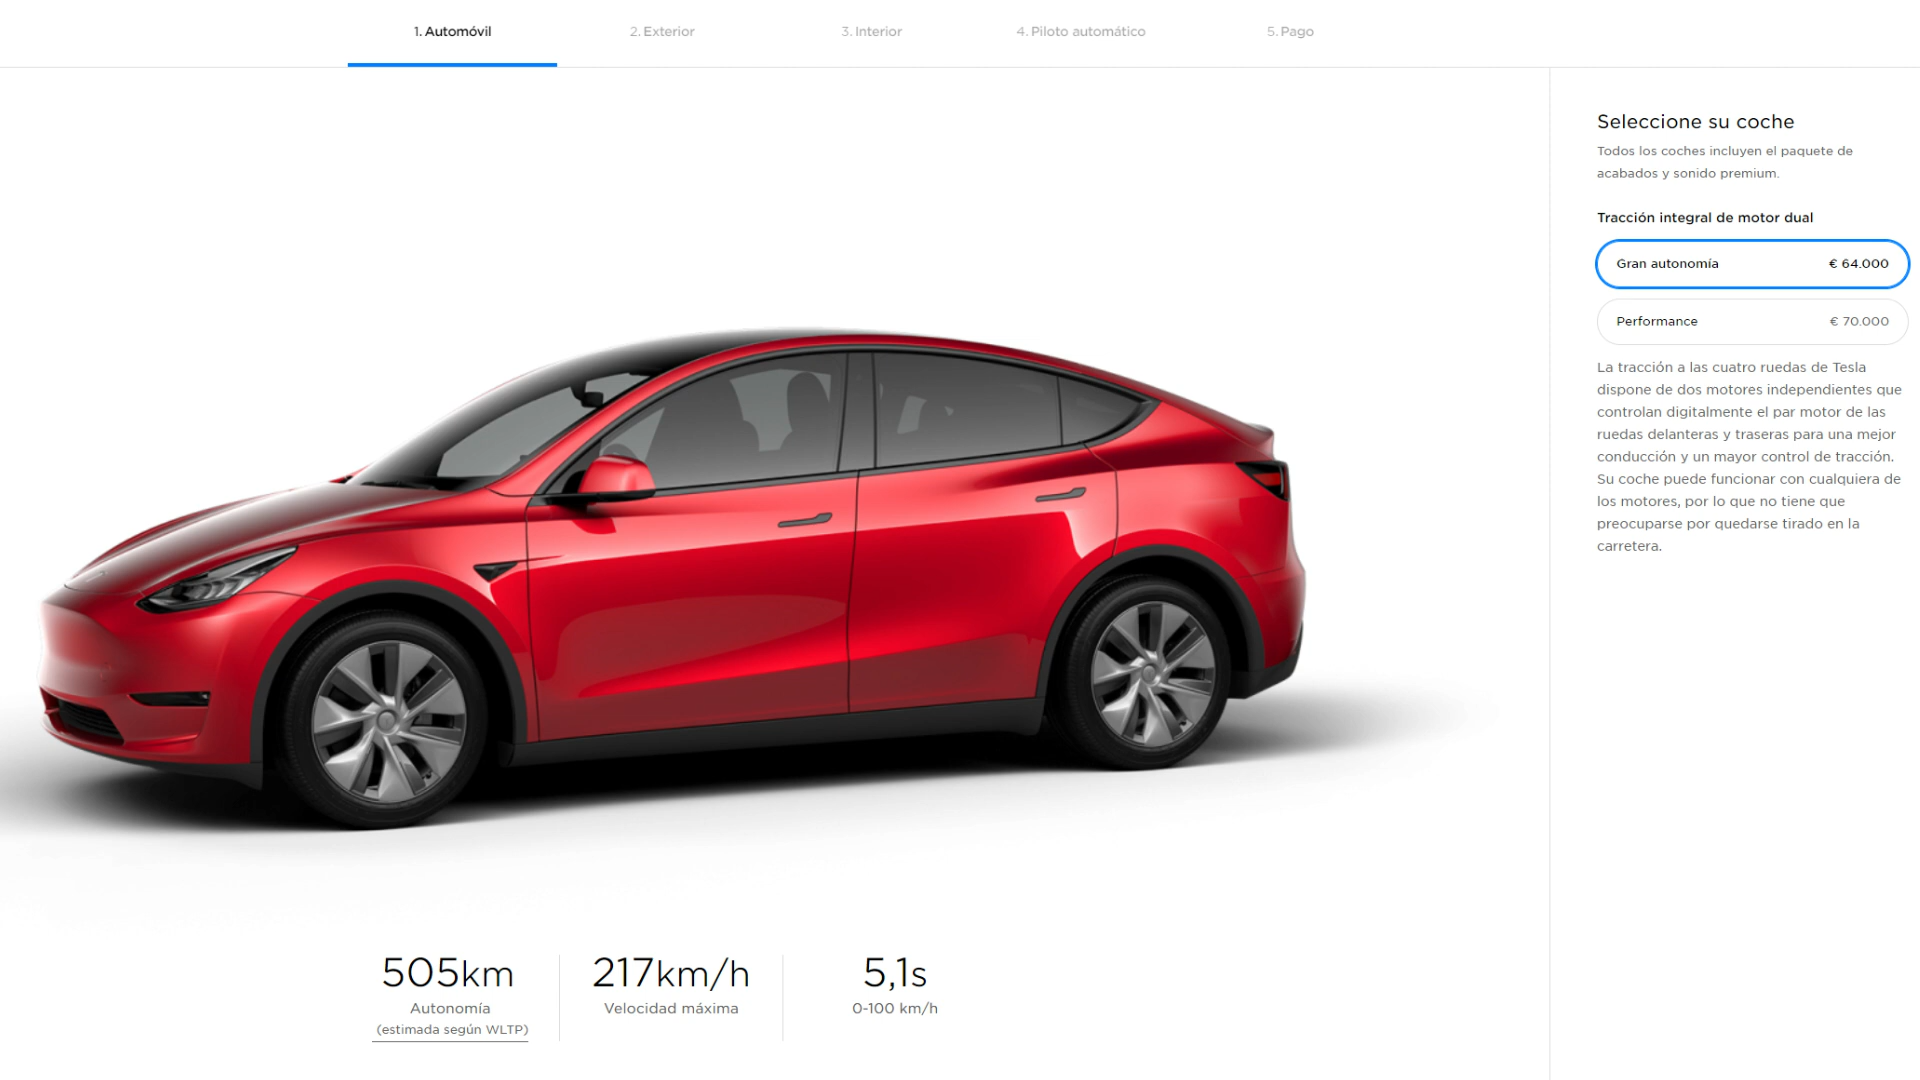 1. Automóvil
2. Exterior
3. Interior
4. Piloto automático
5. Pago
Seleccione su coche
Todos los coches incluyen el paquete de
acabados y sonido premium.
Tracción integral de motor dual
Gran autonomía € 64.000
Performance € 70.000
La tracción a las cuatro ruedas de Tesla
dispone de dos motores independientes que
controlan digitalmente el par motor de las
ruedas delanteras y traseras para una mejor
conducción y un mayor control de tracción.
Su coche puede funcionar con cualquiera de
los motores, por lo que no tiene que
preocuparse por quedarse tirado en la
carretera.
505km
Autonomía
(estimada según WLTP)
217km/h
Velocidad máxima
5,1s
0-100 km/h